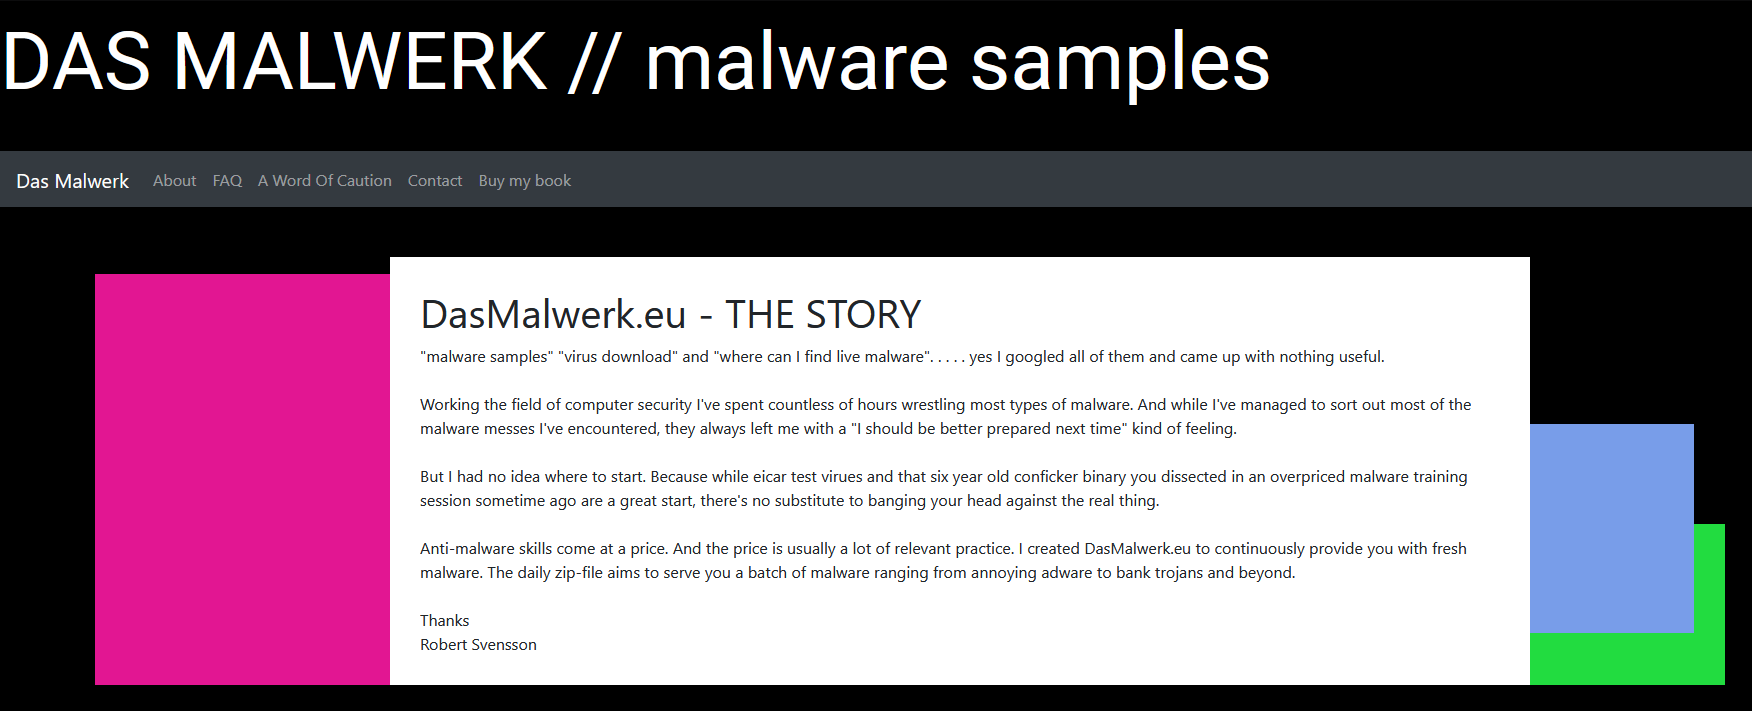 DAS MALWERK // malware samples
Das Malwerk About FAQ A Word Of Caution Contact Buy my book
DasMalwerk.eu - THE STORY
"malware samples" "virus download" and "where can I find live malware". . . . . yes I googled all of them and came up with nothing useful.
Working the field of computer security I've spent countless of hours wrestling most types of malware. And while I've managed to sort out most of the
malware messes I've encountered, they always left me with a "I should be better prepared next time" kind of feeling.
But I had no idea where to start. Because while eicar test virues and that six year old conficker binary you dissected in an overpriced malware training
session sometime ago are a great start, there's no substitute to banging your head against the real thing.
Anti-malware skills come at a price. And the price is usually a lot of relevant practice. I created DasMalwerk.eu to continuously provide you with fresh
malware. The daily zip-file aims to serve you a batch of malware ranging from annoying adware to bank trojans and beyond.
Thanks
Robert Svensson